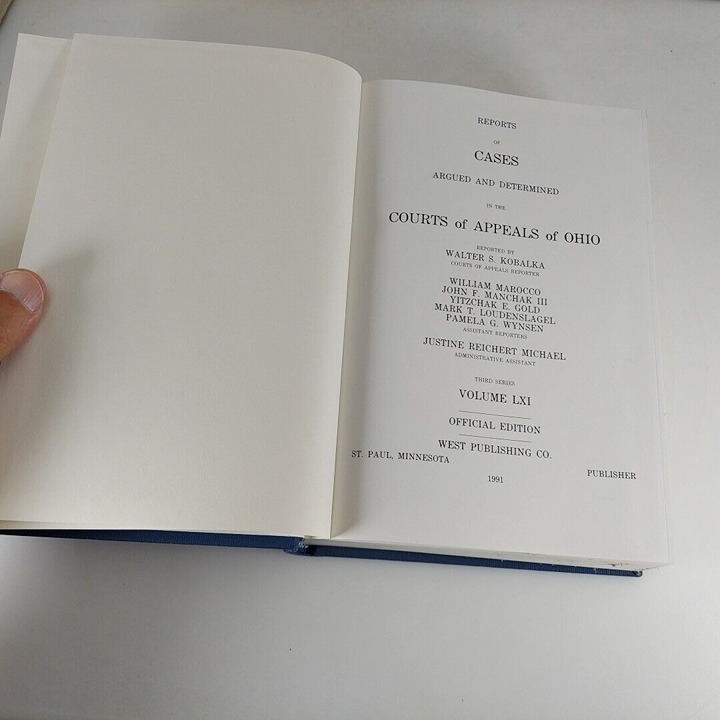 REPORTS
OF
CASES
ARGUED AND DETERMINED
IN THE
COURTS of APPEALS of OHIO
REPORTED BY
WALTER S. KOBALKA
COURTS OF APPEALS REPORTER
WILLIAM MAROCCO
JOHN F. MANCHAK III
YITZCHAK E. GOLD
MARK T. LOUDENSLAGEL
PAMELA G. WYNSEN
ASSISTANT REPORTERS
JUSTINE REICHERT MICHAEL
ADMINISTRATIVE ASSISTANT
THIRD SERIES
VOLUME LXI
OFFICIAL EDITION
WEST PUBLISHING CO.
ST. PAUL, MINNESOTA PUBLISHER
1991